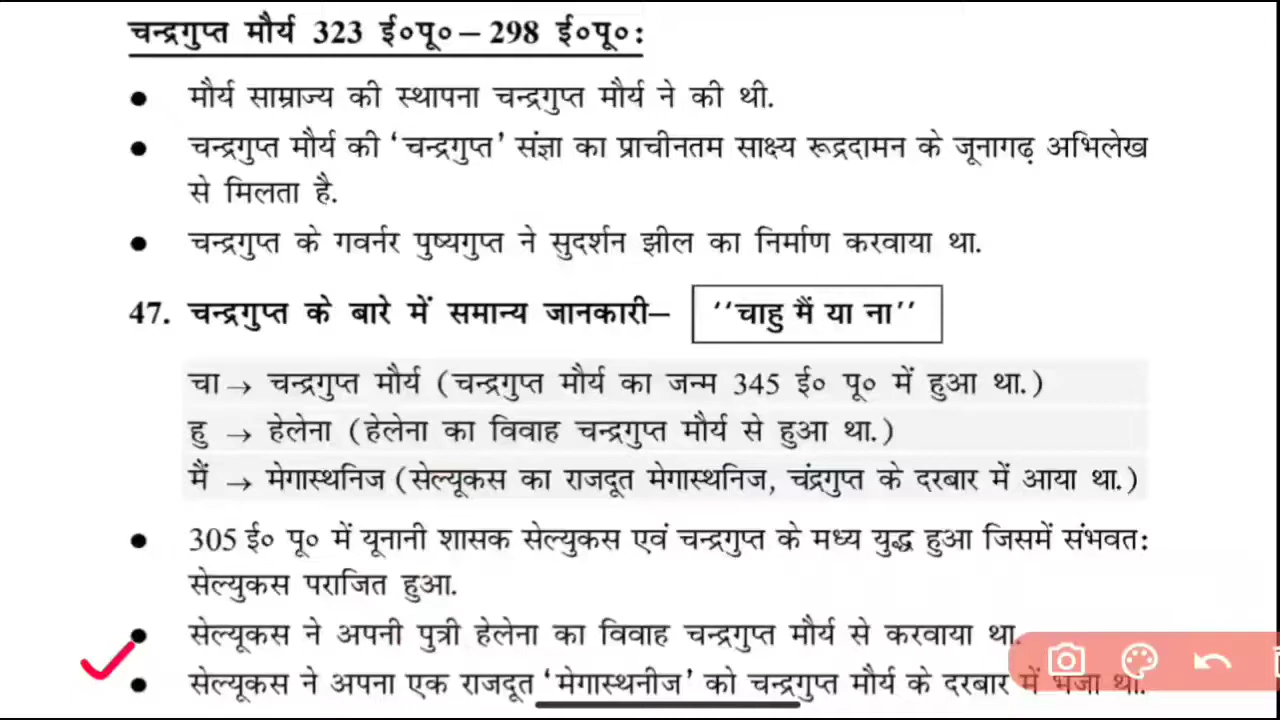 चन्द्रगुप्त मौर्य 323 ई०पू० – 298 ई०पू०:
● मौर्य साम्राज्य की स्थापना चन्द्रगुप्त मौर्य ने की थी.
● चन्द्रगुप्त मौर्य की ‘चन्द्रगुप्त’ संज्ञा का प्राचीनतम साक्ष्य रूद्रदामन के जूनागढ़ अभिलेख
से मिलता है.
● चन्द्रगुप्त के गवर्नर पुष्यगुप्त ने सुदर्शन झील का निर्माण करवाया था.
47. चन्द्रगुप्त के बारे में समान्य जानकारी– ‘‘चाहु मैं या ना’’
चा → चन्द्रगुप्त मौर्य (चन्द्रगुप्त मौर्य का जन्म 345 ई० पू० में हुआ था.)
हु → हेलेना (हेलेना का विवाह चन्द्रगुप्त मौर्य से हुआ था.)
मैं → मेगास्थनिज (सेल्यूकस का राजदूत मेगास्थनिज, चंद्रगुप्त के दरबार में आया था.)
● 305 ई० पू० में यूनानी शासक सेल्युकस एवं चन्द्रगुप्त के मध्य युद्ध हुआ जिसमें संभवत:
सेल्युकस पराजित हुआ.
● सेल्यूकस ने अपनी पुत्री हेलेना का विवाह चन्द्रगुप्त मौर्य से करवाया था.
● सेल्यूकस ने अपना एक राजदूत ‘मेगास्थनीज’ को चन्द्रगुप्त मौर्य के दरबार में भेजा था.